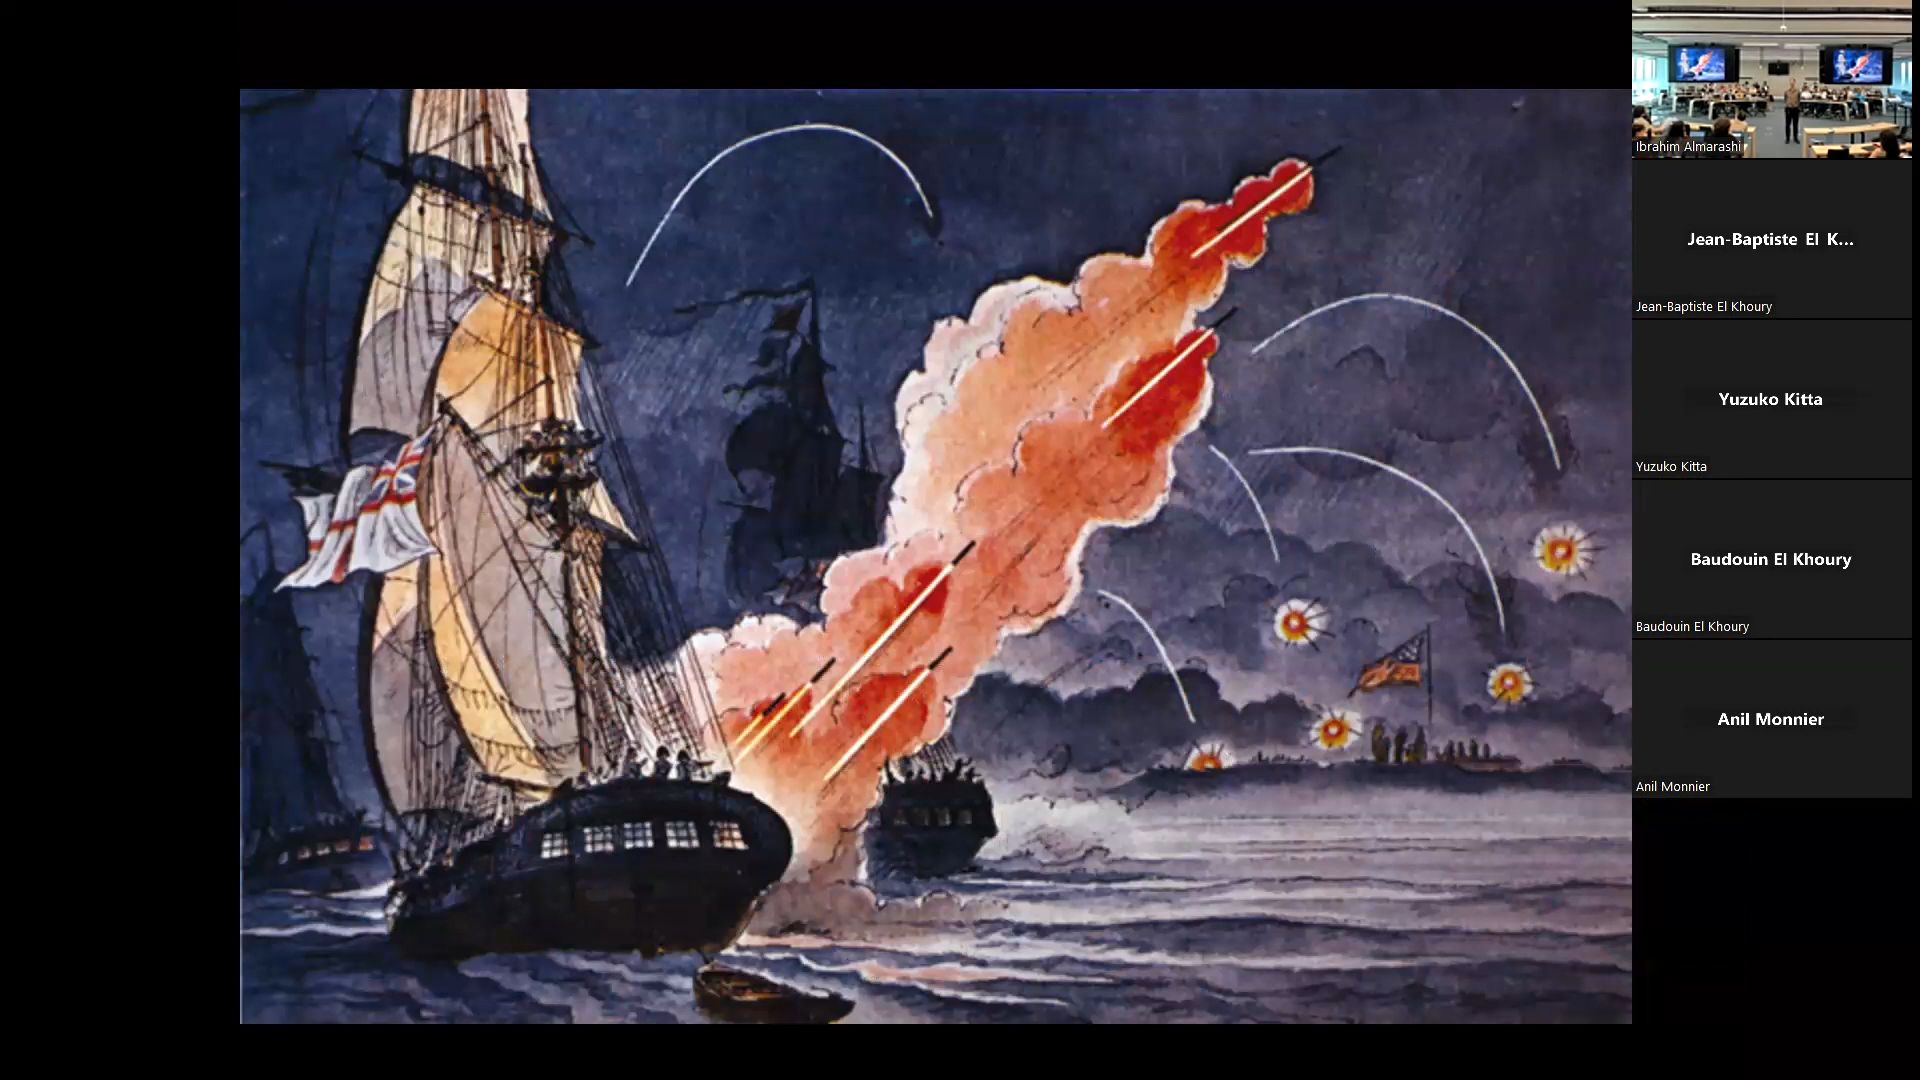 Ibrahim Almarashi
Jean-Baptiste El K...
Jean-Baptiste El Khoury
Yuzuko Kitta
Yuzuko Kitta
Baudouin El Khoury
Baudouin El Khoury
Anil Monnier
Anil Monnier